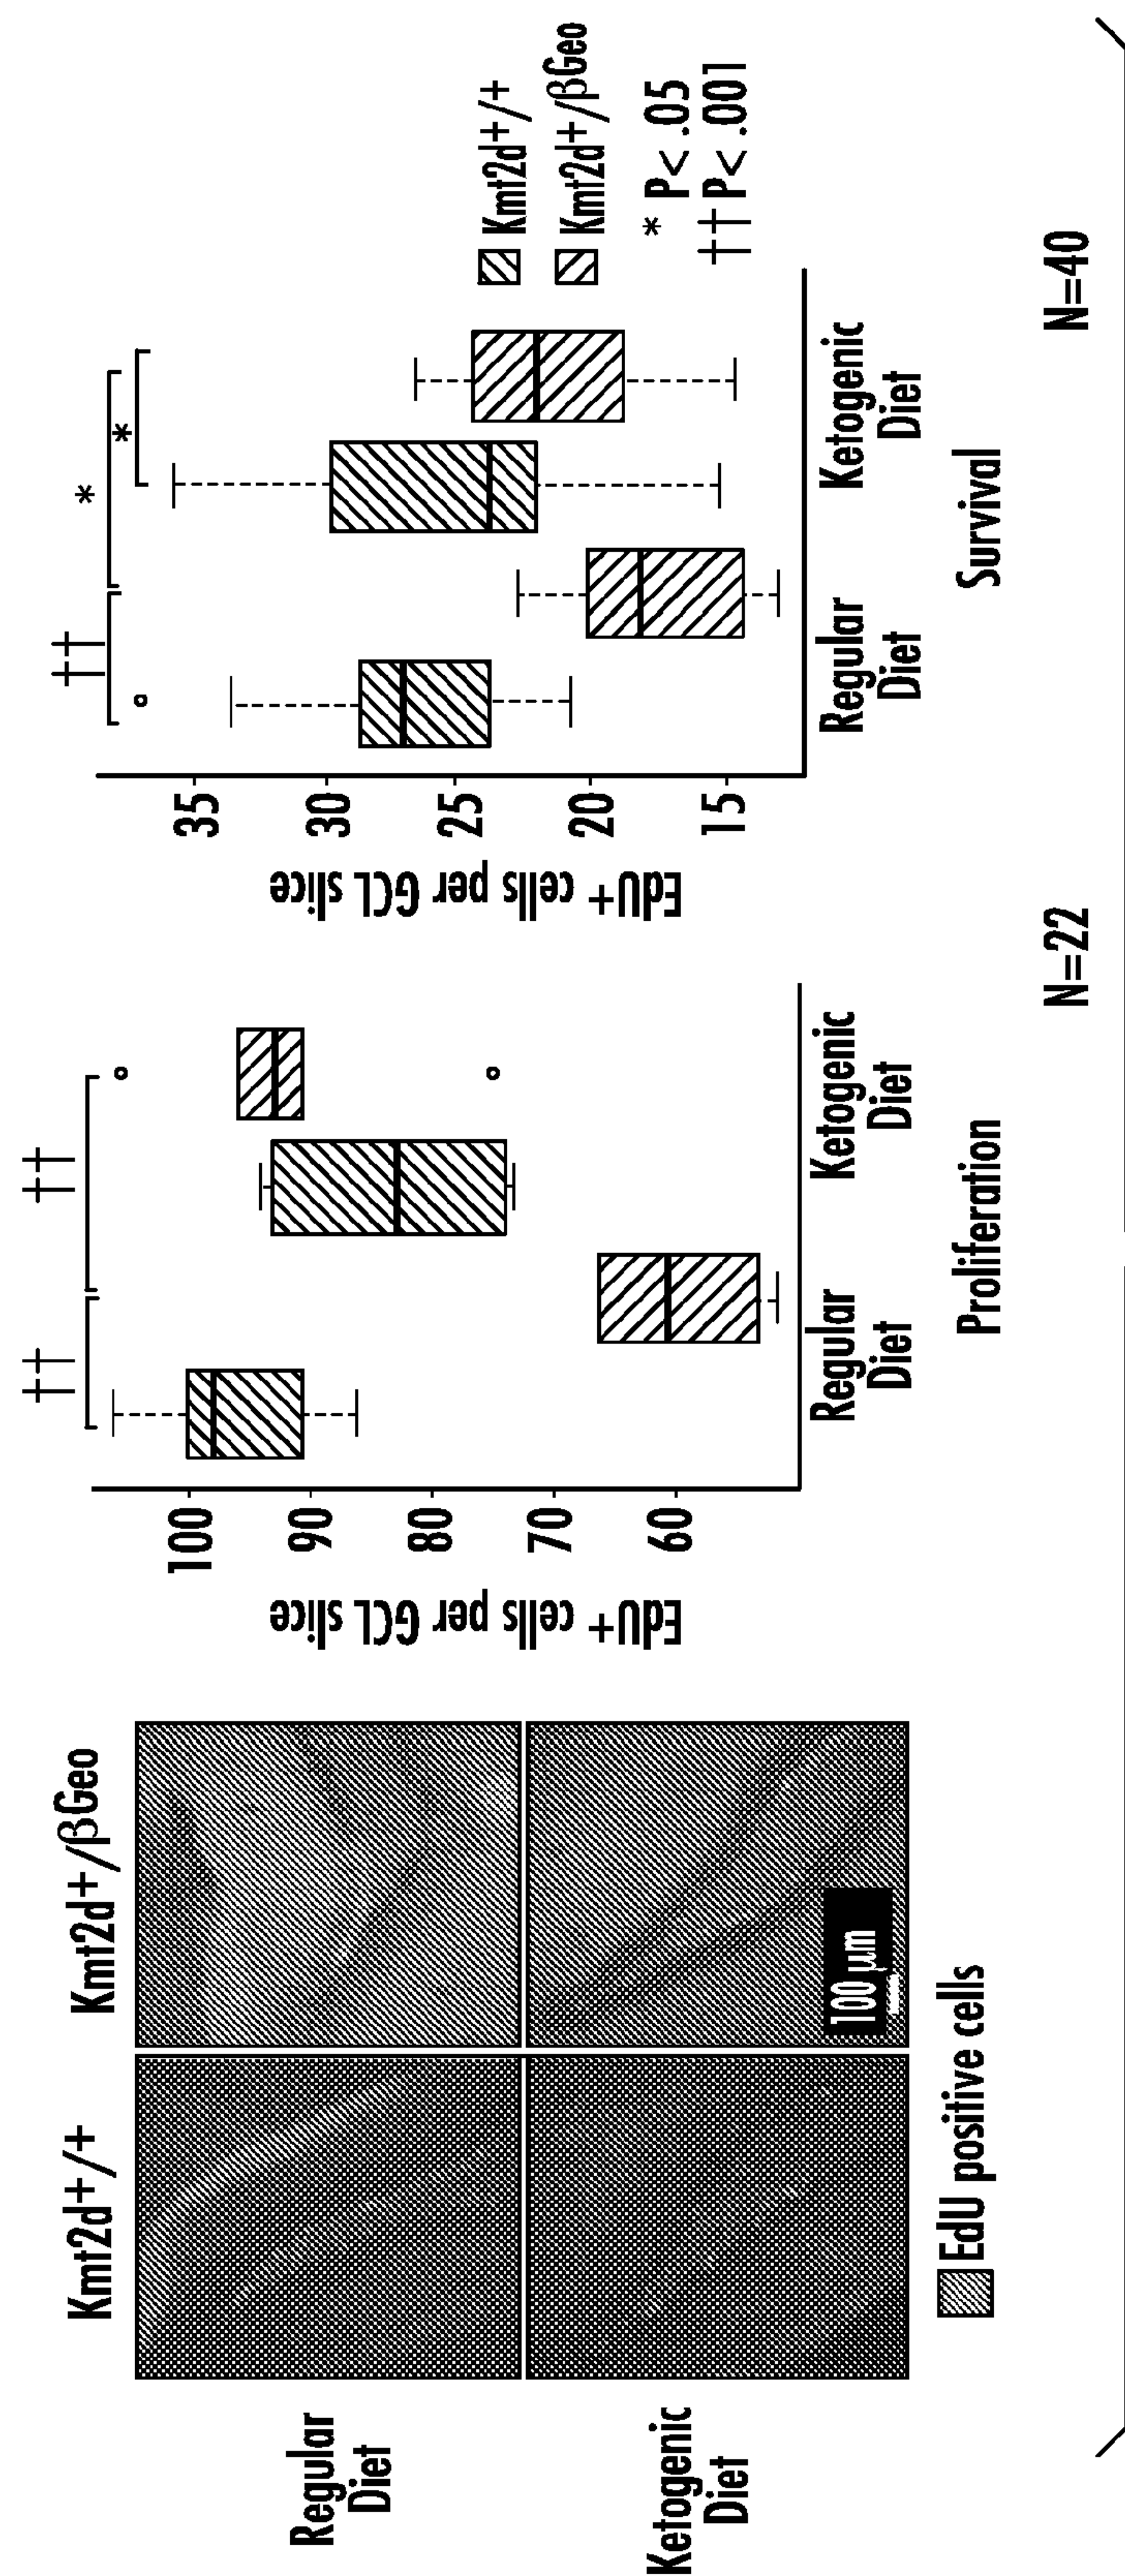 Kmt2d+/+
Kmt2d+/βGeo
Regular
Diet
Ketogenic
Diet
100 μm
EdU positive cells
EdU+ cells per GCL slice
100
90
80
70
60
††
††
Regular
Diet
Ketogenic
Diet
Proliferation
N=22
EdU+ cells per GCL slice
35
30
25
20
15
††
*
*
Regular
Diet
Ketogenic
Diet
Survival
Kmt2d+/+
Kmt2d+/βGeo
* P< .05
†† P< .001
N=40